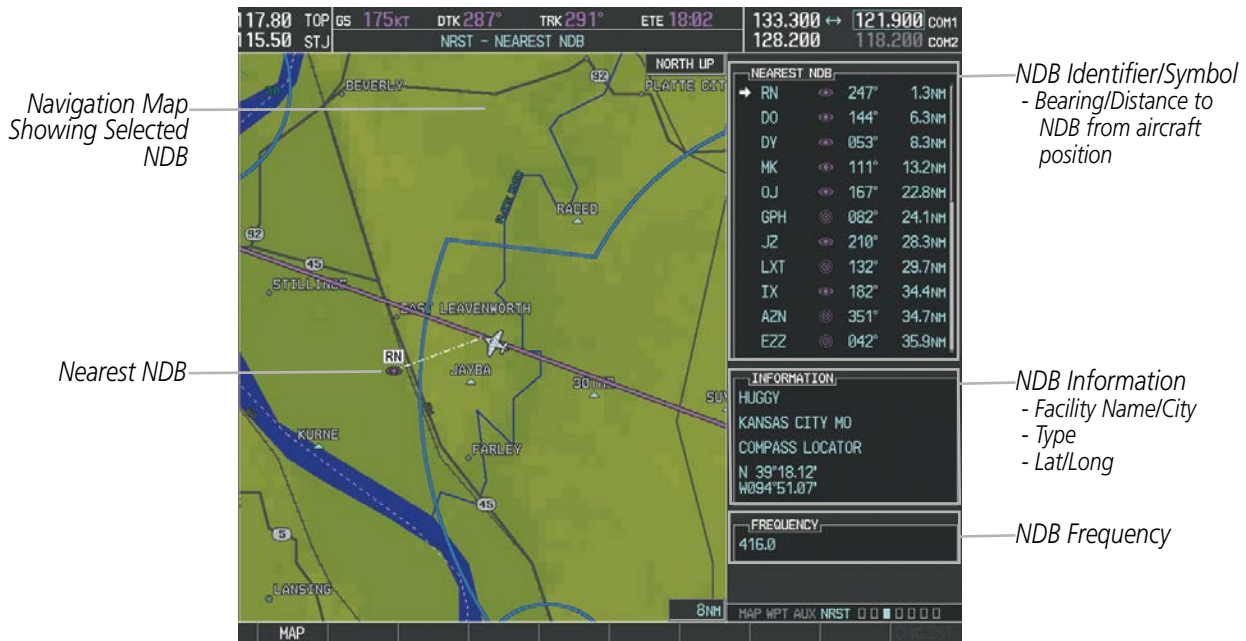 117.80 TOP GS 175KT DTK 287° TRK 291° ETE 18:02 133.300 ↔ 121.900 COM1
115.50 STJ NRST - NEAREST NDB 128.200 118.200 COM2
NORTH UP
BEVERLY
92
PLATTE CIT
Navigation Map
Showing Selected
NDB
PLATTE RIVER
RACED
92
45
STILLINGS
EAST LEAVENWORTH
RN
JAYBA
Nearest NDB
KURNE
FARLEY
45
5
LANSING
8NM
NEAREST NDB
RN 247° 1.3NM
DO 144° 6.3NM
DY 053° 8.3NM
MK 111° 13.2NM
OJ 167° 22.8NM
GPH 082° 24.1NM
JZ 210° 28.3NM
LXT 132° 29.7NM
IX 182° 34.4NM
AZN 351° 34.7NM
EZZ 042° 35.9NM
NDB Identifier/Symbol
- Bearing/Distance to
NDB from aircraft
position
INFORMATION
HUGGY
KANSAS CITY MO
COMPASS LOCATOR
N 39°18.12'
W094°51.07'
NDB Information
- Facility Name/City
- Type
- Lat/Long
FREQUENCY
416.0
NDB Frequency
MAP WPT AUX NRST
MAP